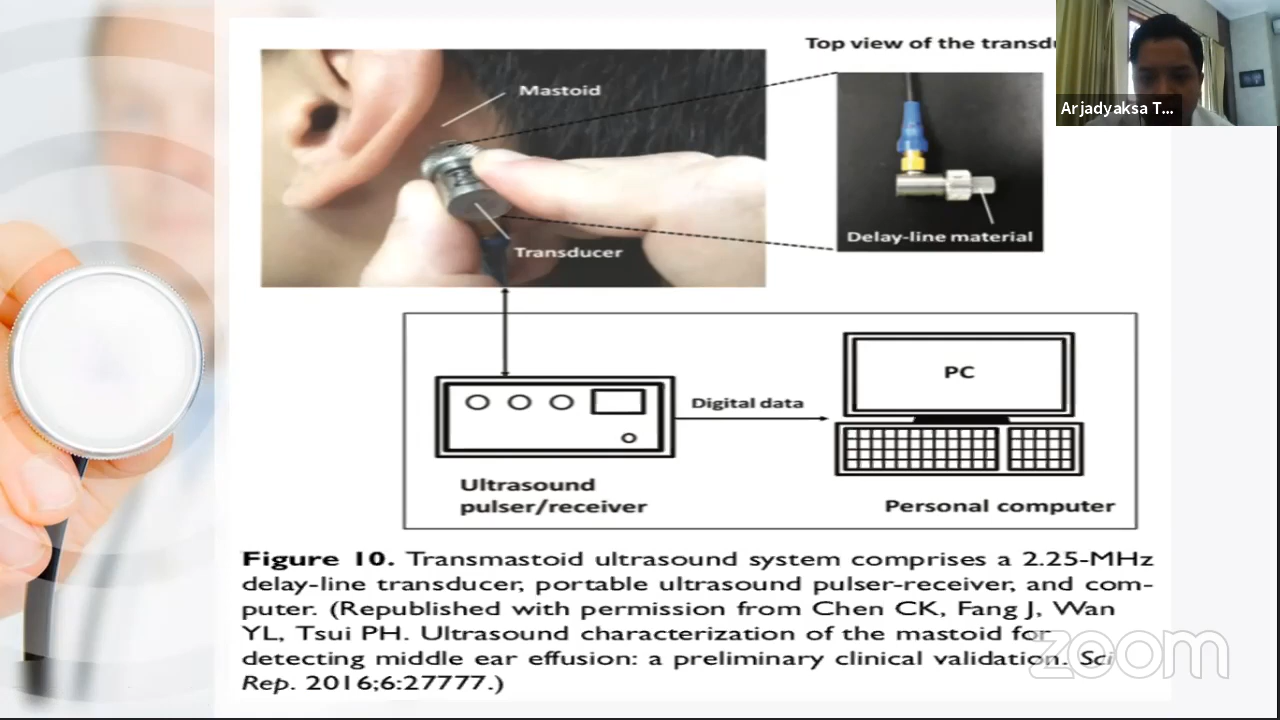 Top view of the
Arjadyaksa T...
Mastoid
Transducer
Delay-line material
PC
Digital data
Ultrasound
pulser/receiver
Personal computer
Figure 10. Transmastoid ultrasound system comprises a 2.25-MHz
delay-line transducer, portable ultrasound pulser-receiver, and com-
puter. (Republished with permission from Chen CK, Fang J, Wan
YL, Tsui PH. Ultrasound characterization of the mastoid for
detecting middle ear effusion: a preliminary clinical validation. Sci
Rep. 2016;6:27777.)
zoom